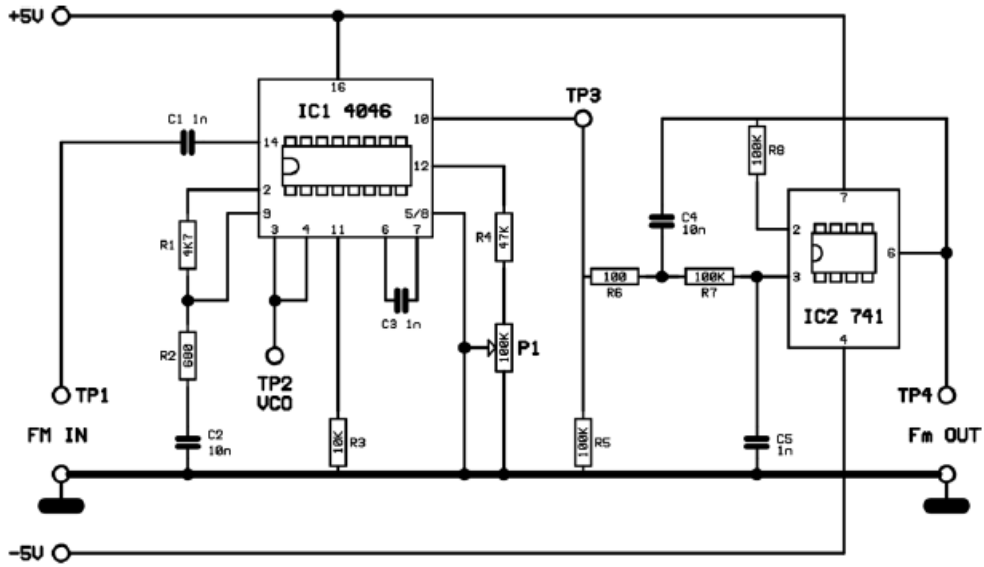 +5V
16
IC1 4046
TP3
C1 1n
14
10
100K
R8
12
2
7
9
5/8
C4
10n
2
R1
4K7
3
4
11
6
7
R4
47K
6
100
R6
100K
R7
3
R2
680
C3 1n
100K
P1
IC2 741
4
TP1
TP2
VCO
TP4
FM IN
C2
10n
10K
R3
100K
R5
C5
1n
Fm OUT
-5V